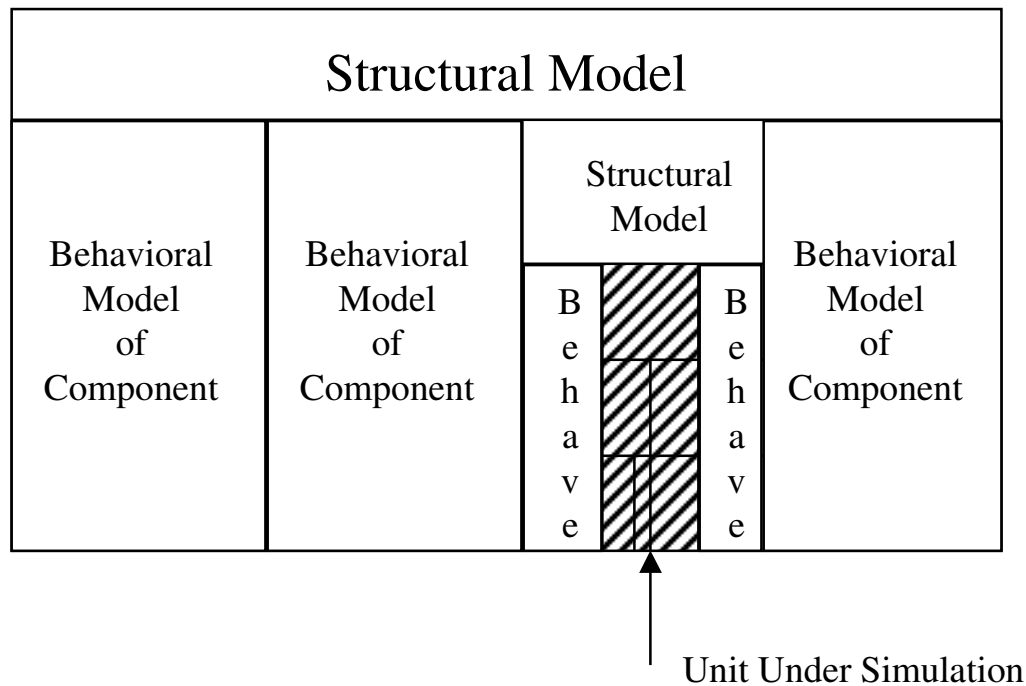 Structural Model
Behavioral
Model
of
Component
Behavioral
Model
of
Component
Structural
Model
B
e
h
a
v
e
B
e
h
a
v
e
Behavioral
Model
of
Component
Unit Under Simulation